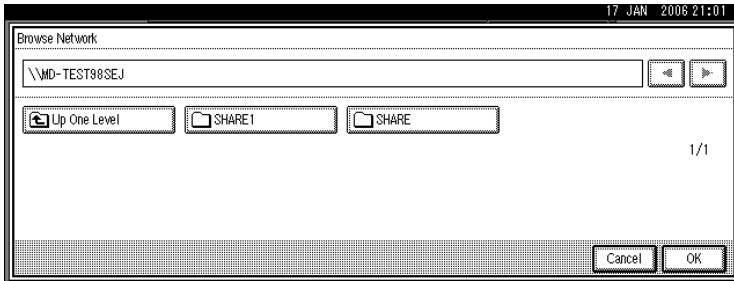 17 JAN 2006 21:01
Browse Network
\\MD-TEST98SEJ
Up One Level SHARE1 SHARE
1/1
Cancel OK